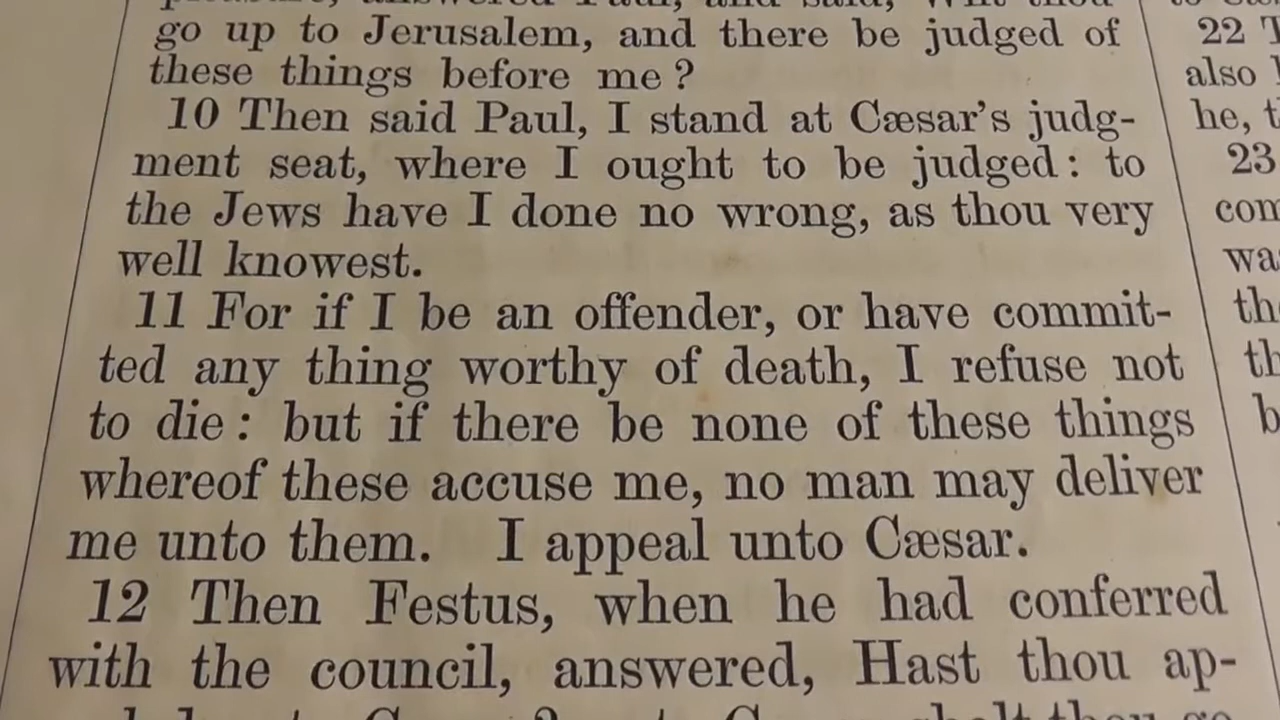 go up to Jerusalem, and there be judged of
these things before me?
10 Then said Paul, I stand at Cæsar's judg-
ment seat, where I ought to be judged: to
the Jews have I done no wrong, as thou very
well knowest.
11 For if I be an offender, or have commit-
ted any thing worthy of death, I refuse not
to die: but if there be none of these things
whereof these accuse me, no man may deliver
me unto them. I appeal unto Cæsar.
12 Then Festus, when he had conferred
with the council, answered, Hast thou ap-
22
also
he,
23